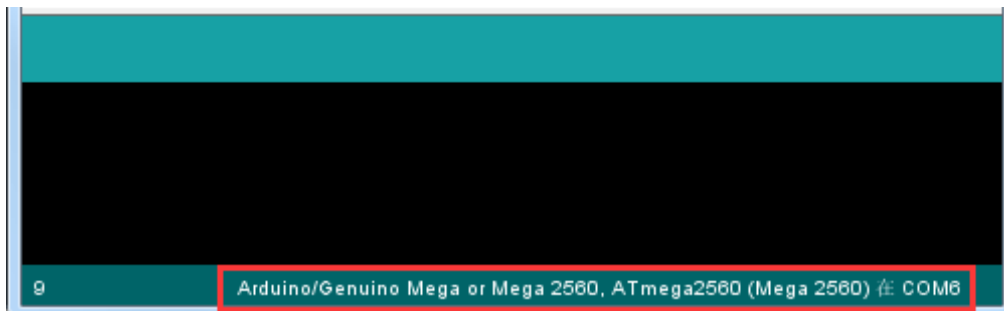 9 Arduino/Genuino Mega or Mega 2560, ATmega2560 (Mega 2560) 在 COM6